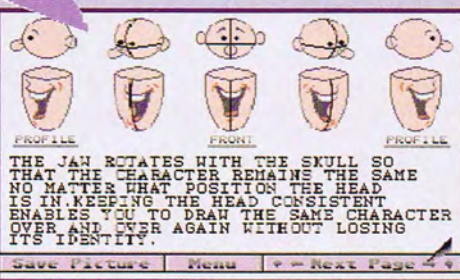 PROFILE FRONT PROFILE
THE JAW ROTATES WITH THE SKULL SO
THAT THE CHARACTER REMAINS THE SAME
NO MATTER WHAT POSITION THE HEAD
IS IN.KEEPING THE HEAD CONSISTENT
ENABLES YOU TO DRAW THE SAME CHARACTER
OVER AND OVER AGAIN WITHOUT LOSING
ITS IDENTITY.
Save Picture Menu ← - Next Page - →